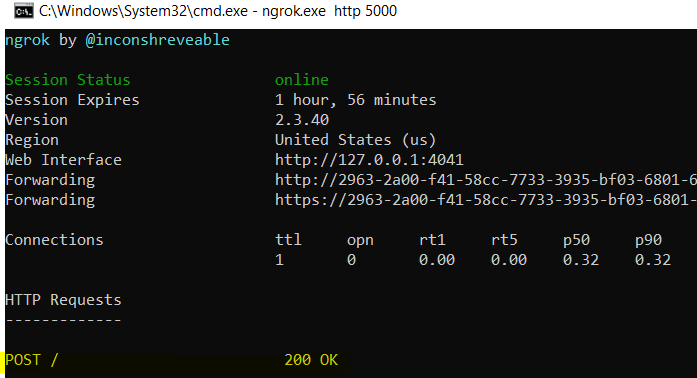 C:\Windows\System32\cmd.exe - ngrok.exe  http 5000
ngrok by @inconshreveable
Session Status online
Session Expires 1 hour, 56 minutes
Version 2.3.40
Region United States (us)
Web Interface http://127.0.0.1:4041
Forwarding http://2963-2a00-f41-58cc-7733-3935-bf03-6801-6
Forwarding https://2963-2a00-f41-58cc-7733-3935-bf03-6801-
Connections ttl opn rt1 rt5 p50 p90
1 0 0.00 0.00 0.32 0.32
HTTP Requests
-------------
POST / 200 OK